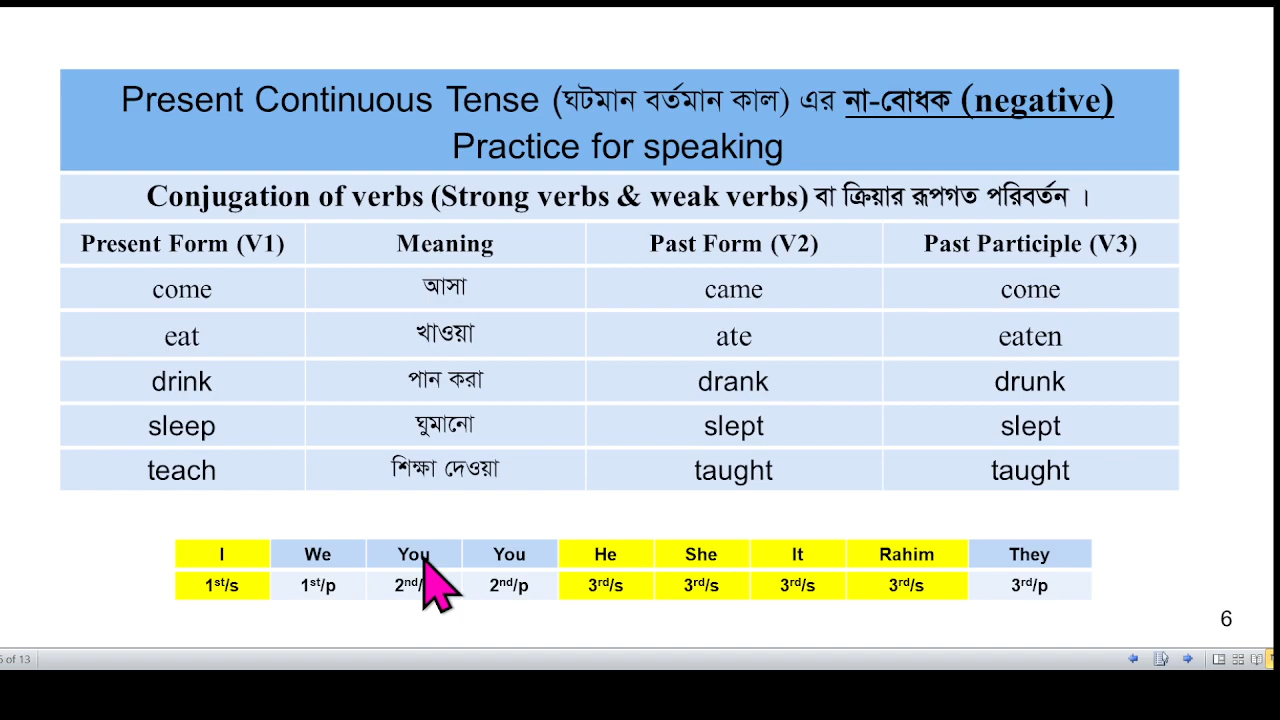 Present Continuous Tense (ঘটমান বর্তমান কাল) এর না-বোধক (negative)
Practice for speaking
Conjugation of verbs (Strong verbs & weak verbs) বা ক্রিয়ার রূপগত পরিবর্তন ।
Present Form (V1) Meaning Past Form (V2) Past Participle (V3)
come আসা came come
eat খাওয়া ate eaten
drink পান করা drank drunk
sleep ঘুমানো slept slept
teach শিক্ষা দেওয়া taught taught
I We You You He She It Rahim They
1st/s 1st/p 2nd/ 2nd/p 3rd/s 3rd/s 3rd/s 3rd/s 3rd/p
6
of 13